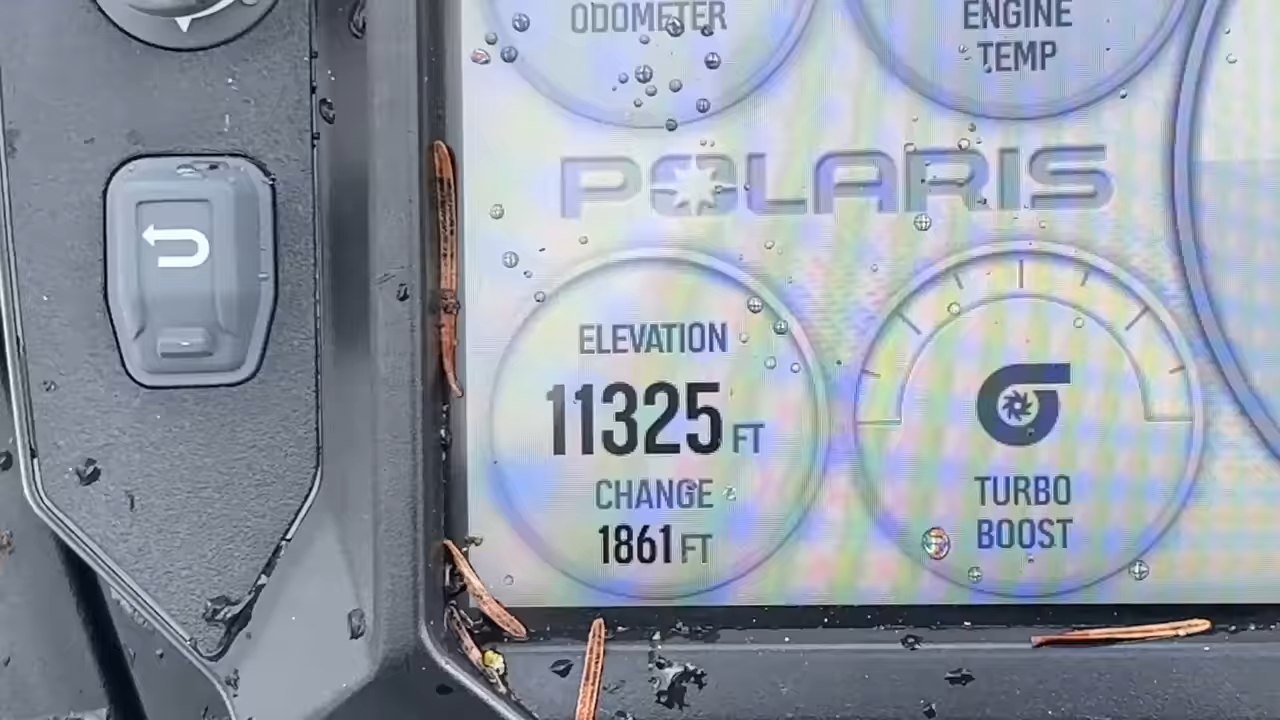 ODOMETER
ENGINE
TEMP
POLARIS
ELEVATION
11325 FT
CHANGE
1861 FT
TURBO
BOOST